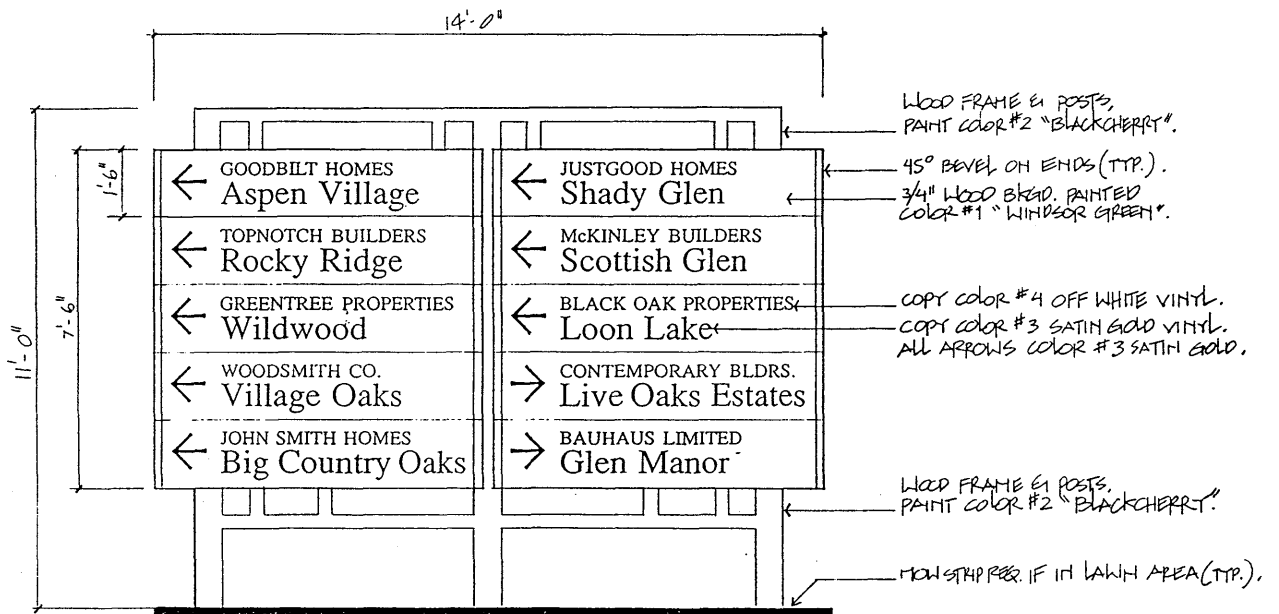 14'-0"
11'-0"
7'-6"
1'-6"
GOODBILT HOMES
Aspen Village
TOPNOTCH BUILDERS
Rocky Ridge
GREENTREE PROPERTIES
Wildwood
WOODSMITH CO.
Village Oaks
JOHN SMITH HOMES
Big Country Oaks
JUSTGOOD HOMES
Shady Glen
McKINLEY BUILDERS
Scottish Glen
BLACK OAK PROPERTIES
Loon Lake
CONTEMPORARY BLDRS.
Live Oaks Estates
BAUHAUS LIMITED
Glen Manor
WOOD FRAME & POSTS,
PAINT COLOR #2 "BLACKCHERRY".
45° BEVEL ON ENDS (TYP.).
3/4" WOOD BKGD. PAINTED
COLOR #1 "WINDSOR GREEN".
COPY COLOR #4 OFF WHITE VINYL.
COPY COLOR #3 SATIN GOLD VINYL.
ALL ARROWS COLOR #3 SATIN GOLD.
WOOD FRAME & POSTS,
PAINT COLOR #2 "BLACKCHERRY".
MOW STRIP REQ. IF IN LAWN AREA (TYP.).